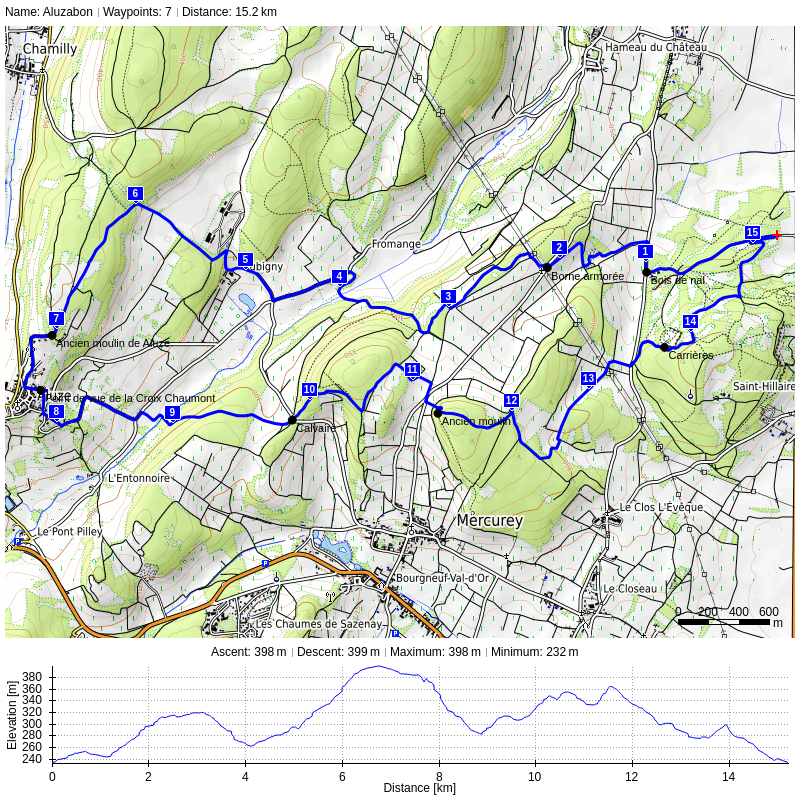 Name: Aluzabon | Waypoints: 7 | Distance: 15.2 km
Chamilly
Hameau du Château
6
Fromange
15
2
1
5
4
Borne armorée
Bois de nal.
3
7
14
Ancien moulin de Aluze
Carrières
11
13
10
Saint-Hillaire
de vue de la Croix Chaumont
12
8
9
Ancien moulin
Calvaire
L'Entonnoire
Mercurey
Le Clos L'Évêque
Le Pont Pilley
P
P
Bourgneuf-Val-d'Or
Le Closeau
0 200 400 600
m
Les Chaumes de Sazenay
P
Ascent: 398 m | Descent: 399 m | Maximum: 398 m | Minimum: 232 m
Elevation [m]
380
360
340
320
300
280
260
240
0 2 4 6 8 10 12 14
Distance [km]